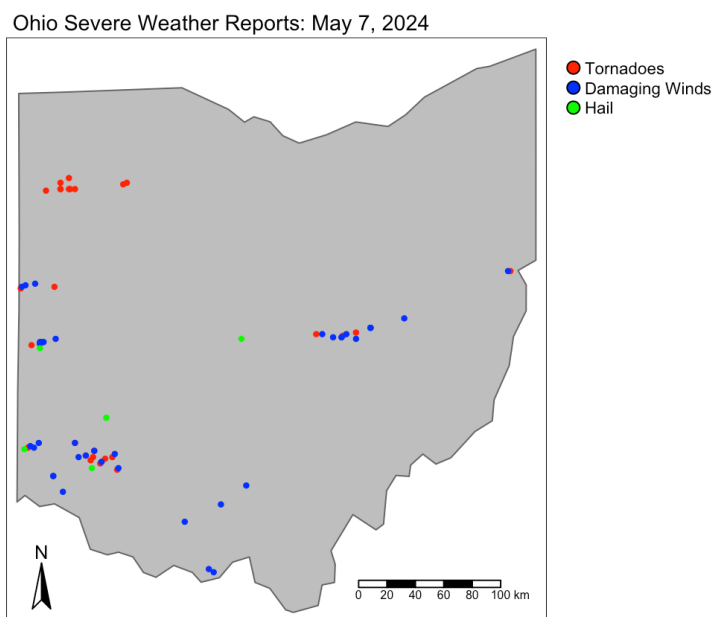 Ohio Severe Weather Reports: May 7, 2024
Tornadoes
Damaging Winds
Hail
N
0 20 40 60 80 100 km